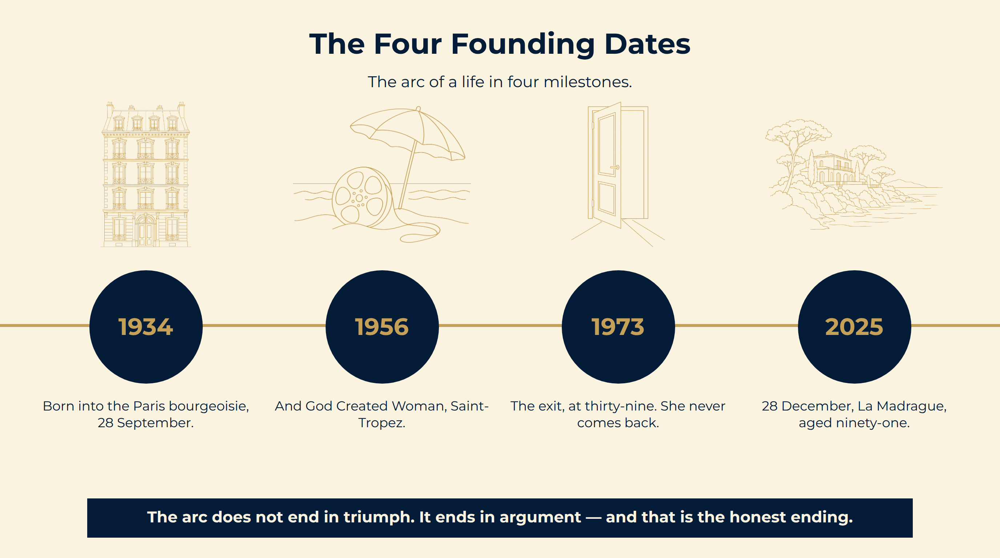 The Four Founding Dates
The arc of a life in four milestones.
1934
1956
1973
2025
Born into the Paris bourgeoisie,
28 September.
And God Created Woman, Saint-
Tropez.
The exit, at thirty-nine. She never
comes back.
28 December, La Madrague,
aged ninety-one.
The arc does not end in triumph. It ends in argument — and that is the honest ending.